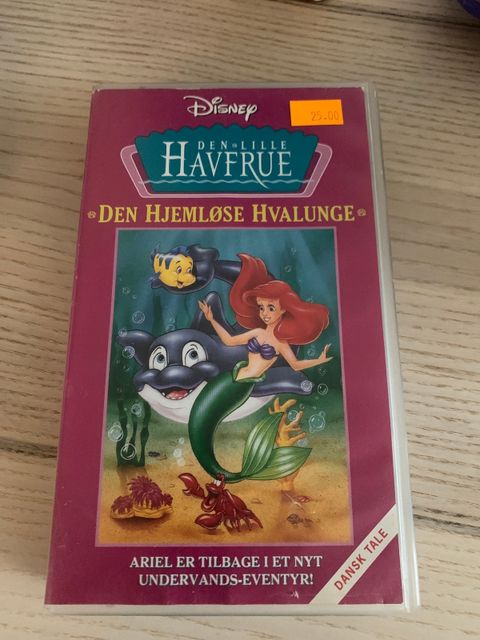 Disney
25.00
DEN LILLE
HAVFRUE
DEN HJEMLØSE HVALUNGE
ARIEL ER TILBAGE I ET NYT
UNDERVANDS-EVENTYR!
DANSK TALE